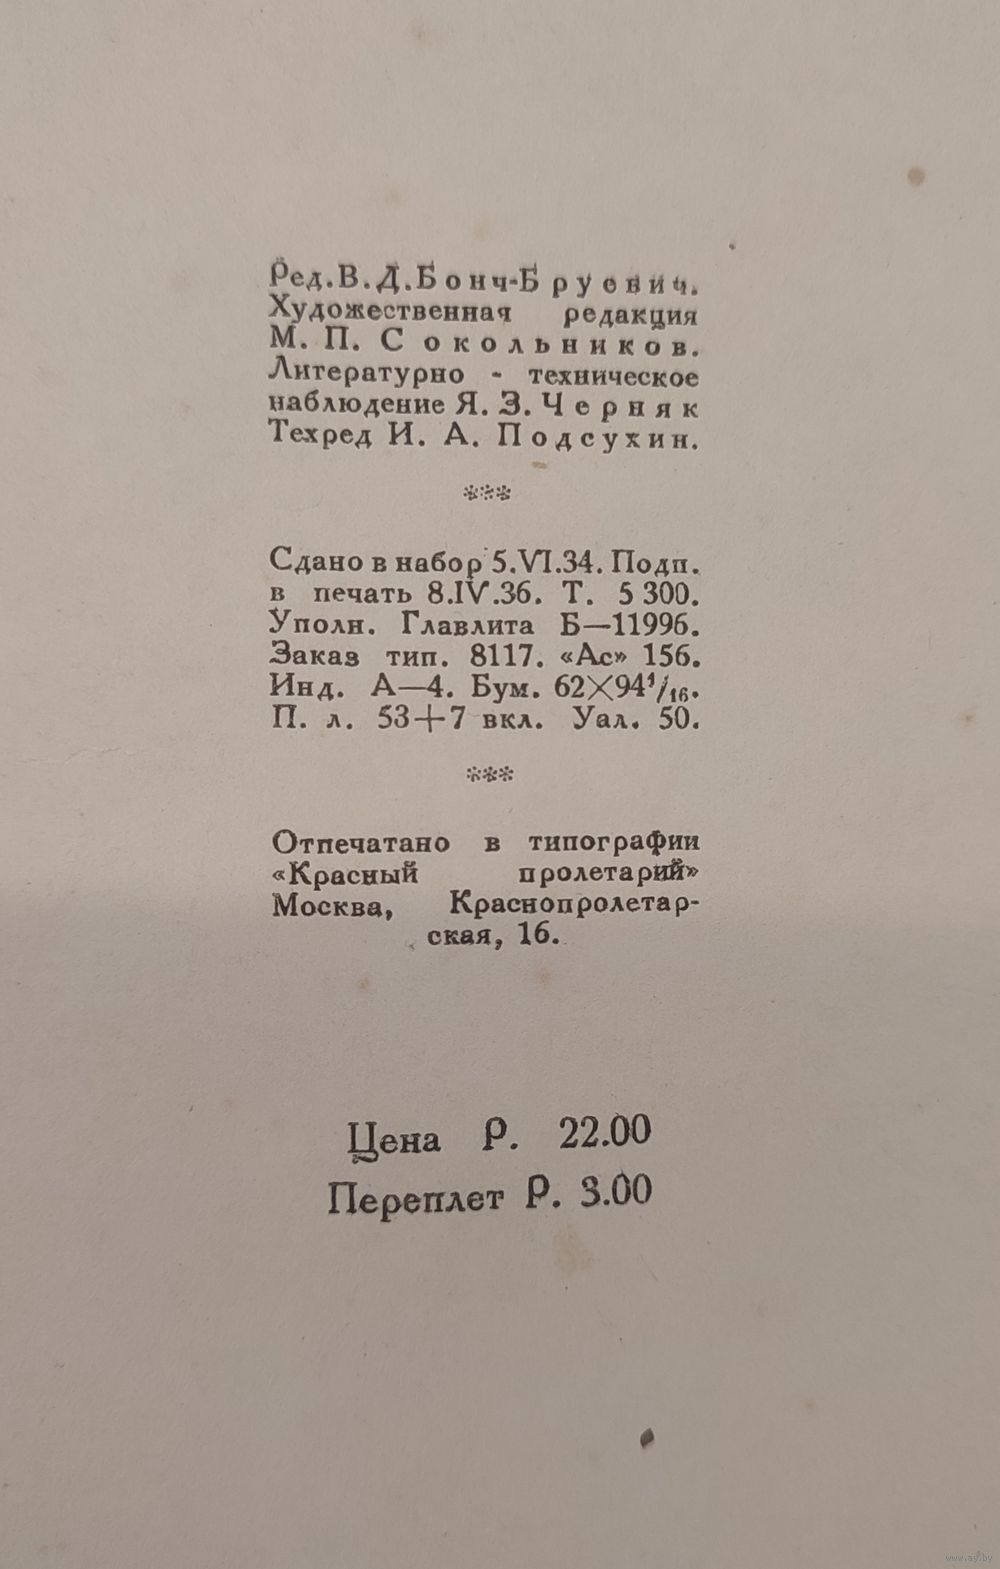 Ред. В. Д. Бонч-Бруевич.
Художественная редакция
М. П. Сокольников.
Литературно - техническое
наблюдение Я. З. Черняк
Техред И. А. Подсухин.
***
Сдано в набор 5.VI.34. Подп.
в печать 8.IV.36. Т. 5 300.
Уполн. Главлита Б—11996.
Заказ тип. 8117. «Ас» 156.
Инд. А—4. Бум. 62×94¹/₁₆.
П. л. 53+7 вкл. Уал. 50.
***
Отпечатано в типографии
«Красный пролетарий»
Москва, Краснопролетар-
ская, 16.
Цена Р. 22.00
Переплет Р. 3.00
www.ay.by